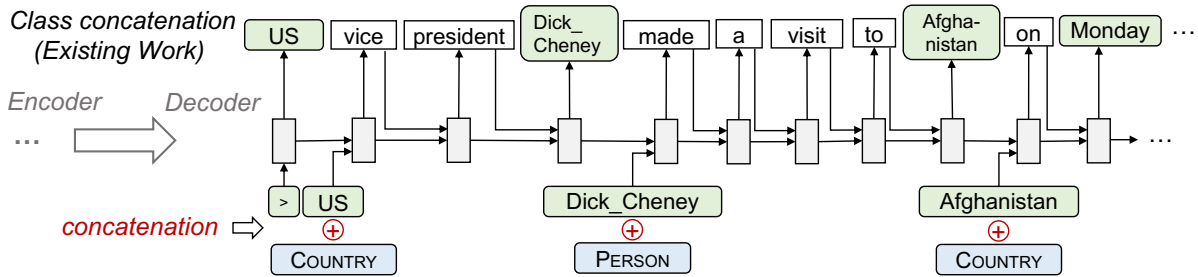 Class concatenation
(Existing Work)
US
vice
president
Dick_
Cheney
made
a
visit
to
Afgha-
nistan
on
Monday
...
Encoder
Decoder
...
...
>
US
Dick_Cheney
Afghanistan
concatenation
+
+
+
COUNTRY
PERSON
COUNTRY